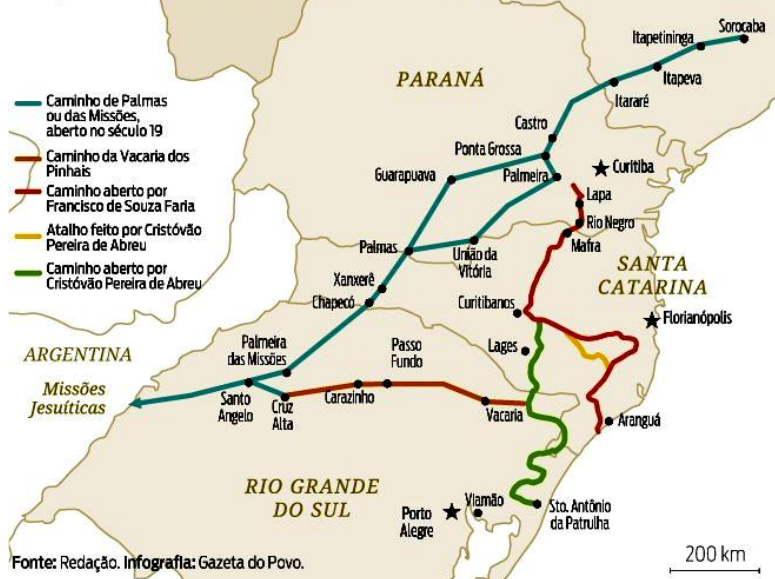 Sorocaba
Itapetininga
Itapeva
Itararé
PARANÁ
Caminho de Palmas
ou das Missões,
aberto no século 19
Caminho da Vacaria dos
Pinhais
Caminho aberto por
Francisco de Souza Faria
Atalho feito por Cristóvão
Pereira de Abreu
Caminho aberto por
Cristóvão Pereira de Abreu
Castro
Ponta Grossa
Curitiba
Guarapuava
Palmeira
Lapa
Rio Negro
Mafra
Palmas
União da
Vitória
SANTA
CATARINA
Xanxerê
Chapecó
Curitibanos
Florianópolis
ARGENTINA
Missões
Jesuíticas
Palmeira
das Missões
Passo
Fundo
Lages
Santo
Angelo
Cruz
Alta
Carazinho
Vacaria
Aranguá
RIO GRANDE
DO SUL
Porto
Alegre
Viamão
Sto. Antônio
da Patrulha
200 km
Fonte: Redação. Infografia: Gazeta do Povo.